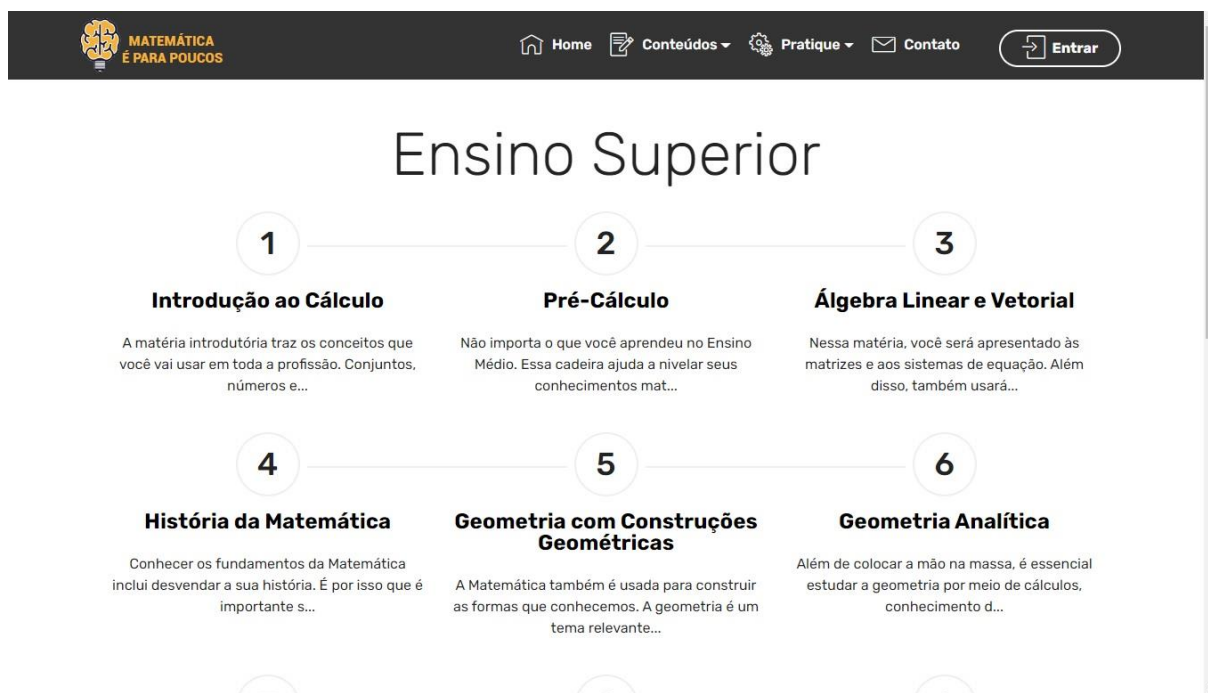 MATEMÁTICA
É PARA POUCOS
Home Conteúdos Pratique Contato Entrar
Ensino Superior
1 2 3
Introdução ao Cálculo
A matéria introdutória traz os conceitos que
você vai usar em toda a profissão. Conjuntos,
números e...
Pré-Cálculo
Não importa o que você aprendeu no Ensino
Médio. Essa cadeira ajuda a nivelar seus
conhecimentos mat...
Álgebra Linear e Vetorial
Nessa matéria, você será apresentado às
matrizes e aos sistemas de equação. Além
disso, também usará...
4 5 6
História da Matemática
Conhecer os fundamentos da Matemática
inclui desvendar a sua história. É por isso que é
importante s...
Geometria com Construções
Geométricas
A Matemática também é usada para construir
as formas que conhecemos. A geometria é um
tema relevante...
Geometria Analítica
Além de colocar a mão na massa, é essencial
estudar a geometria por meio de cálculos,
conhecimento d...